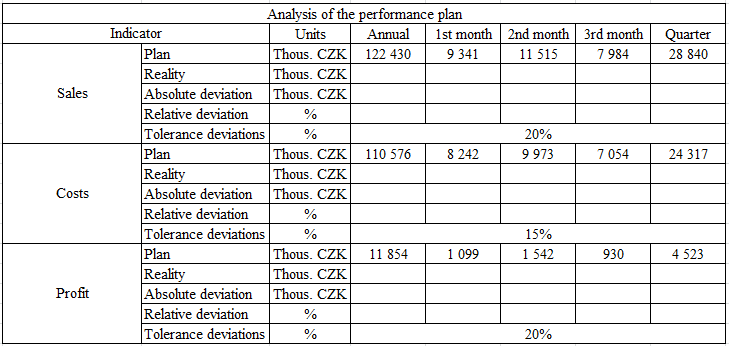 Analysis of the performance plan
Indicator Units Annual 1st month 2nd month 3rd month Quarter
Sales
Plan Thous. CZK 122 430 9 341 11 515 7 984 28 840
Reality Thous. CZK
Absolute deviation Thous. CZK
Relative deviation %
Tolerance deviations % 20%
Costs
Plan Thous. CZK 110 576 8 242 9 973 7 054 24 317
Reality Thous. CZK
Absolute deviation Thous. CZK
Relative deviation %
Tolerance deviations % 15%
Profit
Plan Thous. CZK 11 854 1 099 1 542 930 4 523
Reality Thous. CZK
Absolute deviation Thous. CZK
Relative deviation %
Tolerance deviations % 20%